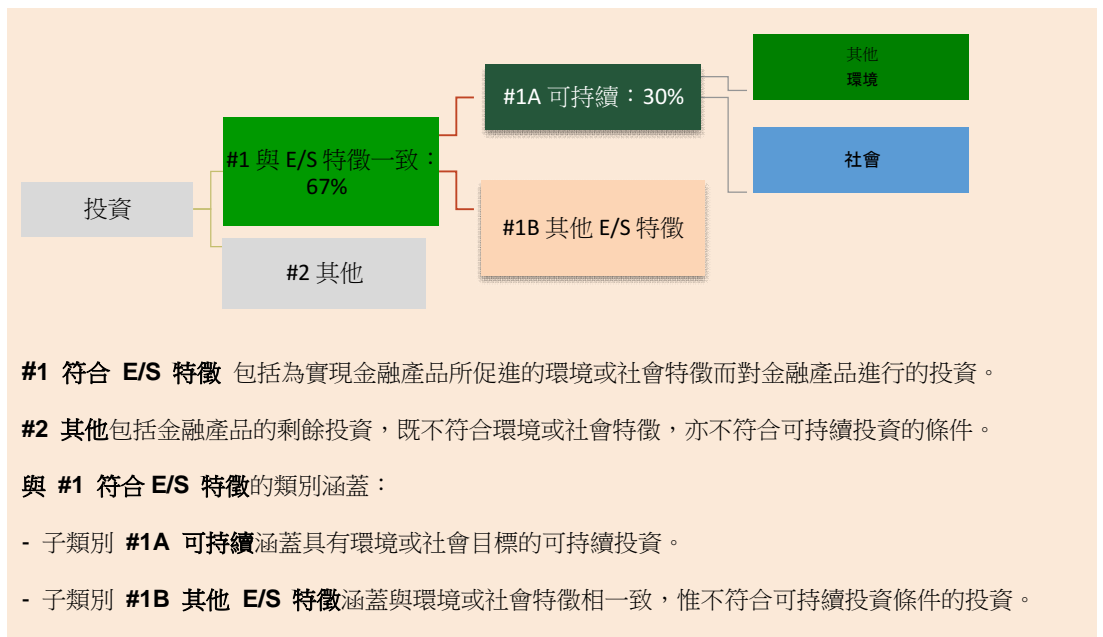 其他
環境
#1A 可持續：30%
#1 與 E/S 特徵一致：
67%
社會
投資
#1B 其他 E/S 特徵
#2 其他
#1 符合 E/S 特徵 包括為實現金融產品所促進的環境或社會特徵而對金融產品進行的投資。
#2 其他包括金融產品的剩餘投資，既不符合環境或社會特徵，亦不符合可持續投資的條件。
與 #1 符合 E/S 特徵的類別涵蓋：
- 子類別 #1A 可持續涵蓋具有環境或社會目標的可持續投資。
- 子類別 #1B 其他 E/S 特徵涵蓋與環境或社會特徵相一致，惟不符合可持續投資條件的投資。